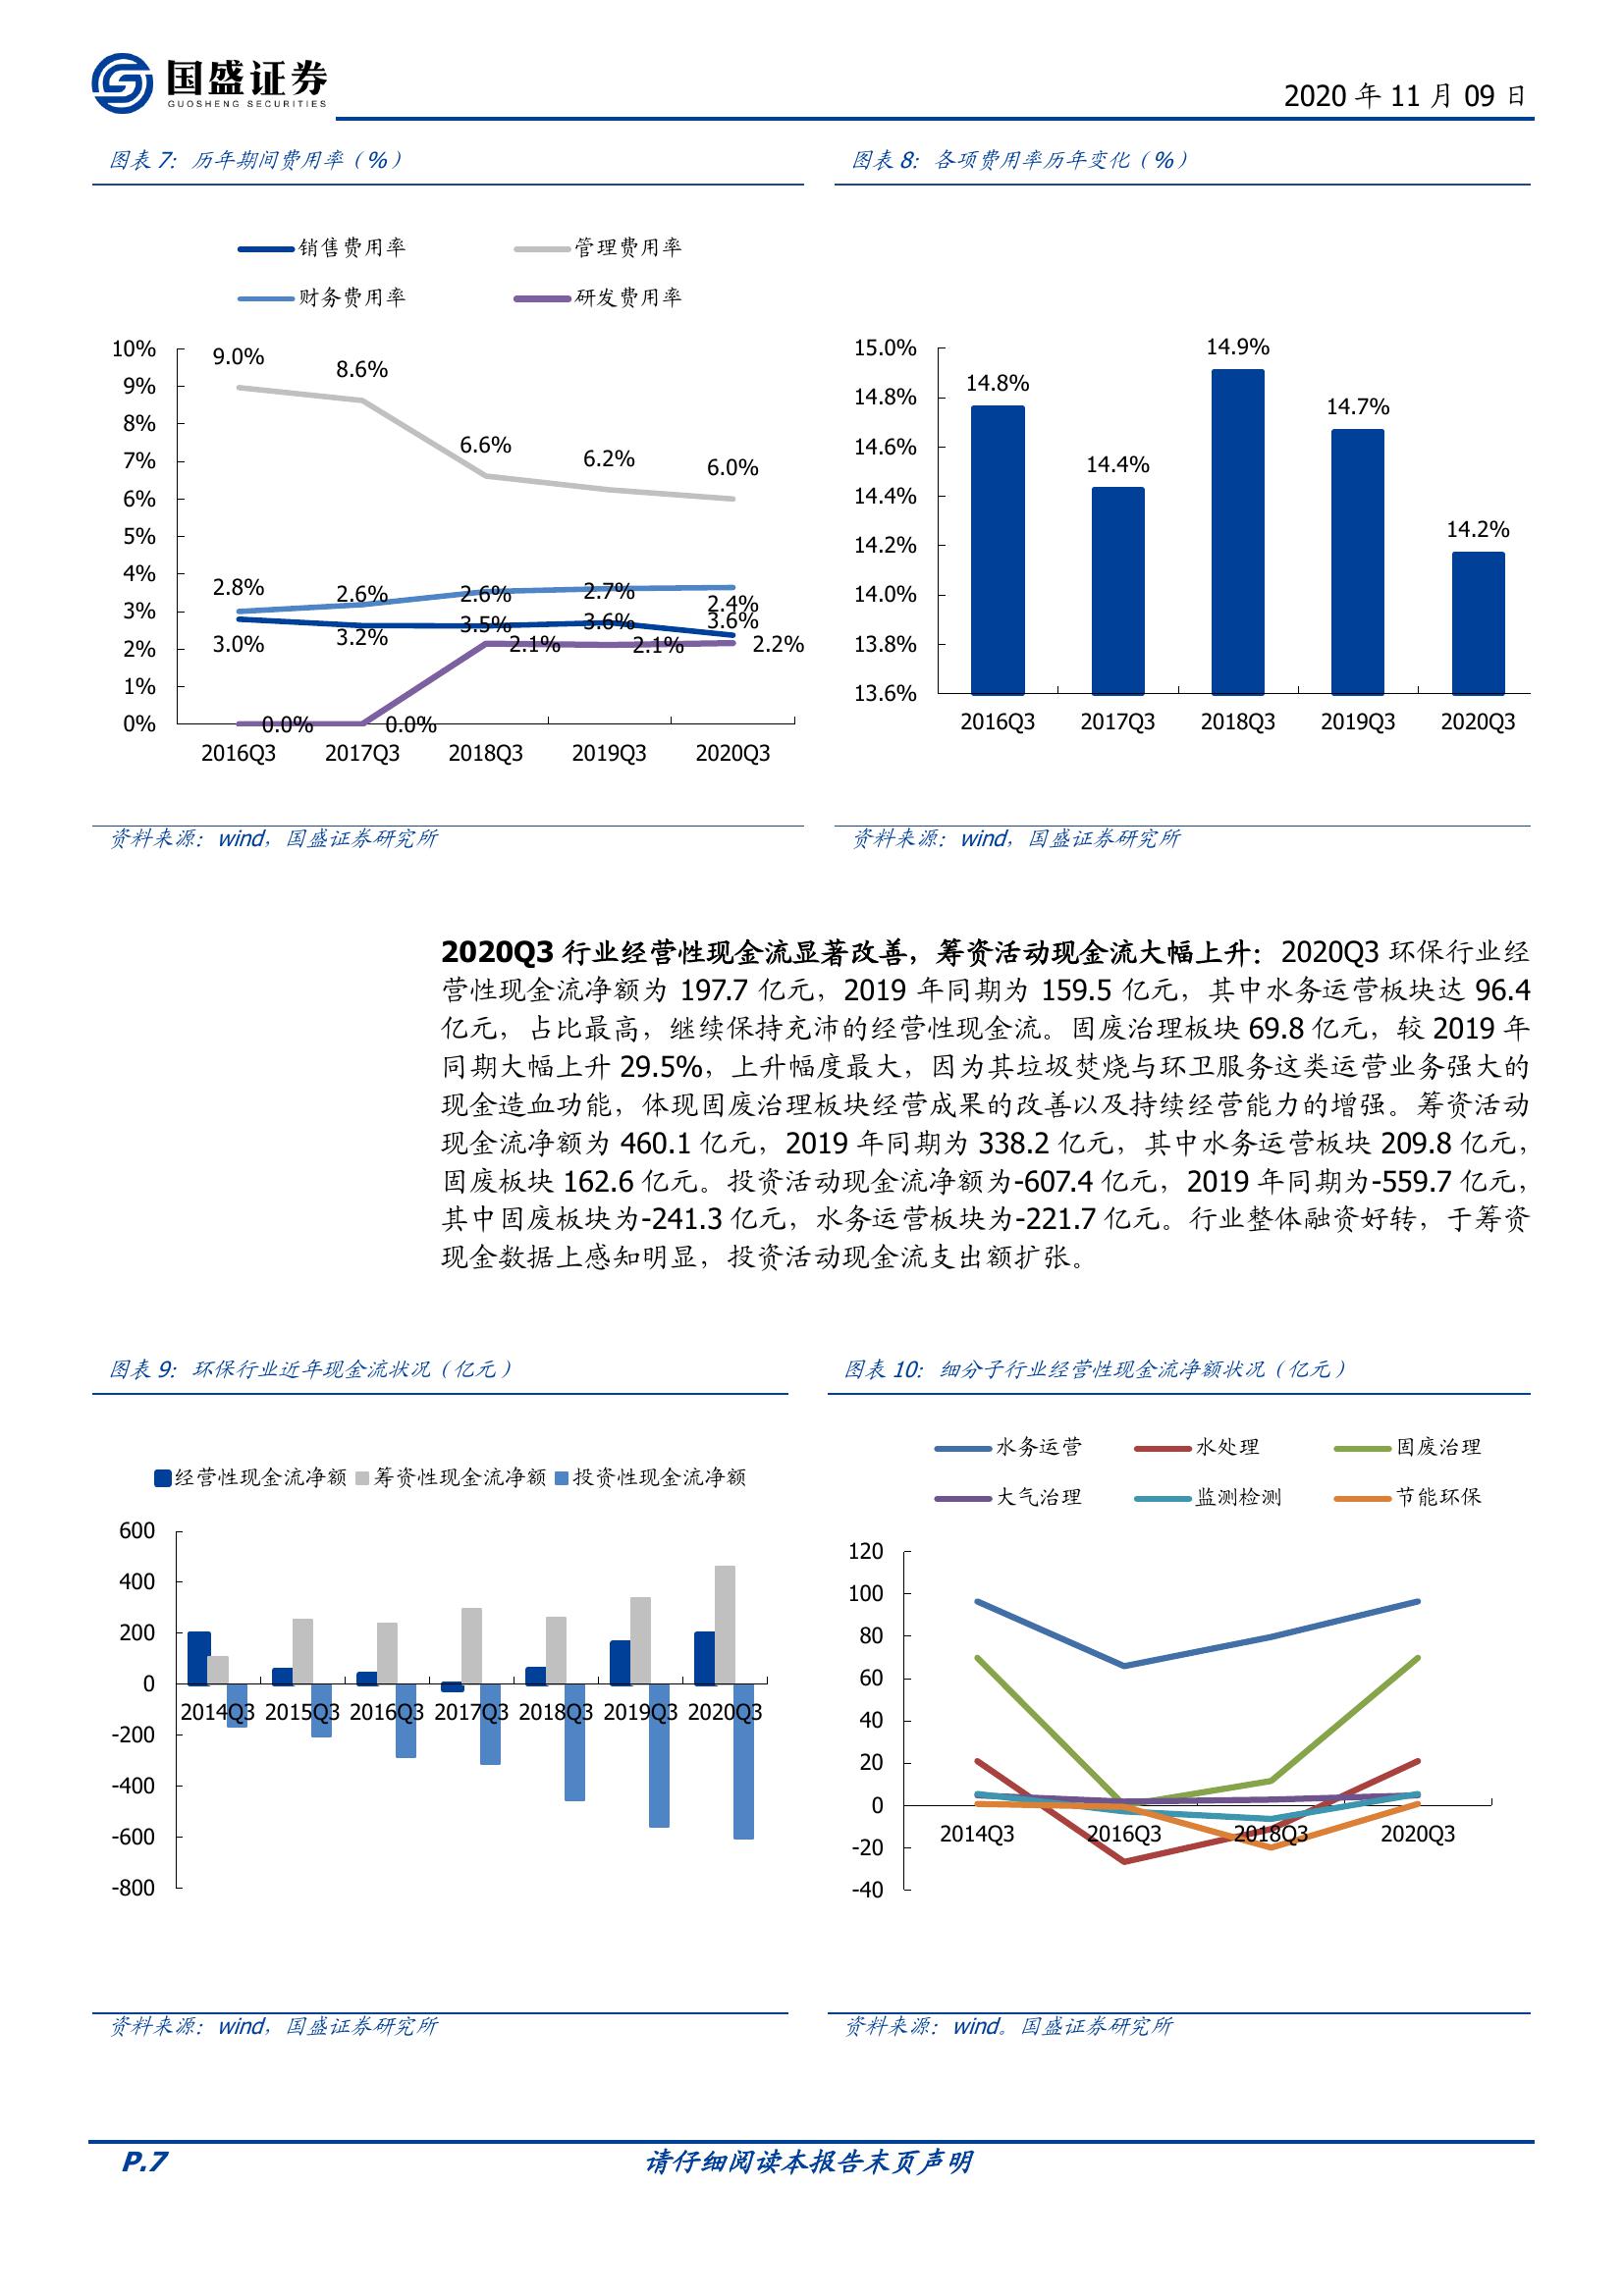 国盛证券
GUOSHENG SECURITIES
2020 年 11 月 09 日
图表 7：历年期间费用率（%）
销售费用率 管理费用率
财务费用率 研发费用率
10%
9%
8%
7%
6%
5%
4%
3%
2%
1%
0%
9.0% 8.6% 6.6% 6.2% 6.0%
2.8% 2.6% 2.6% 2.7% 2.4%
3.0% 3.2% 3.5% 3.6% 3.6%
0.0% 0.0% 2.1% 2.1% 2.2%
2016Q3 2017Q3 2018Q3 2019Q3 2020Q3
资料来源：wind，国盛证券研究所
图表 8：各项费用率历年变化（%）
15.0%
14.8%
14.6%
14.4%
14.2%
14.0%
13.8%
13.6%
14.8% 14.4% 14.9% 14.7% 14.2%
2016Q3 2017Q3 2018Q3 2019Q3 2020Q3
资料来源：wind，国盛证券研究所
2020Q3 行业经营性现金流显著改善，筹资活动现金流大幅上升：2020Q3 环保行业经
营性现金流净额为 197.7 亿元，2019 年同期为 159.5 亿元，其中水务运营板块达 96.4
亿元，占比最高，继续保持充沛的经营性现金流。固废治理板块 69.8 亿元，较 2019 年
同期大幅上升 29.5%，上升幅度最大，因为其垃圾焚烧与环卫服务这类运营业务强大的
现金造血功能，体现固废治理板块经营成果的改善以及持续经营能力的增强。筹资活动
现金流净额为 460.1 亿元，2019 年同期为 338.2 亿元，其中水务运营板块 209.8 亿元，
固废板块 162.6 亿元。投资活动现金流净额为-607.4 亿元，2019 年同期为-559.7 亿元，
其中固废板块为-241.3 亿元，水务运营板块为-221.7 亿元。行业整体融资好转，于筹资
现金数据上感知明显，投资活动现金流支出额扩张。
图表 9：环保行业近年现金流状况（亿元）
经营性现金流净额 筹资性现金流净额 投资性现金流净额
600
400
200
0
-200
-400
-600
-800
2014Q3 2015Q3 2016Q3 2017Q3 2018Q3 2019Q3 2020Q3
资料来源：wind，国盛证券研究所
图表 10：细分子行业经营性现金流净额状况（亿元）
水务运营 水处理 固废治理
大气治理 监测检测 节能环保
120
100
80
60
40
20
0
-20
-40
2014Q3 2016Q3 2018Q3 2020Q3
资料来源：wind。国盛证券研究所
P.7 请仔细阅读本报告末页声明